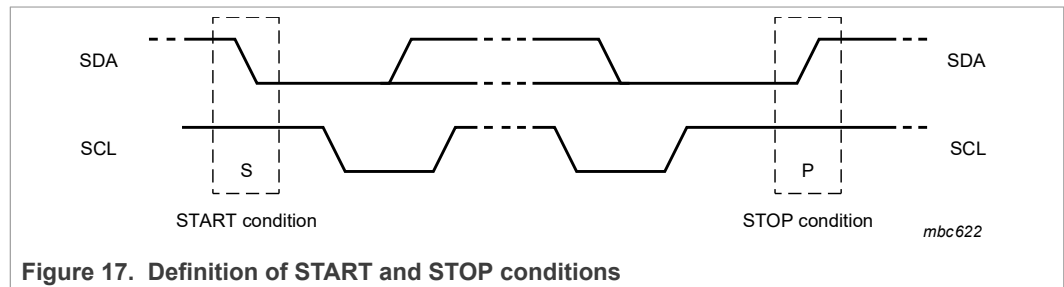 SDA SDA
SCL SCL
S P
START condition STOP condition
mbc622
Figure 17. Definition of START and STOP conditions